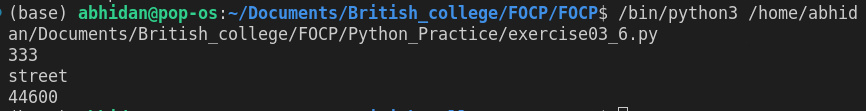 (base) abhidan@pop-os:~/Documents/British_college/FOCP/FOCP$ /bin/python3 /home/abhid
an/Documents/British_college/FOCP/Python_Practice/exercise03_6.py
333
street
44600